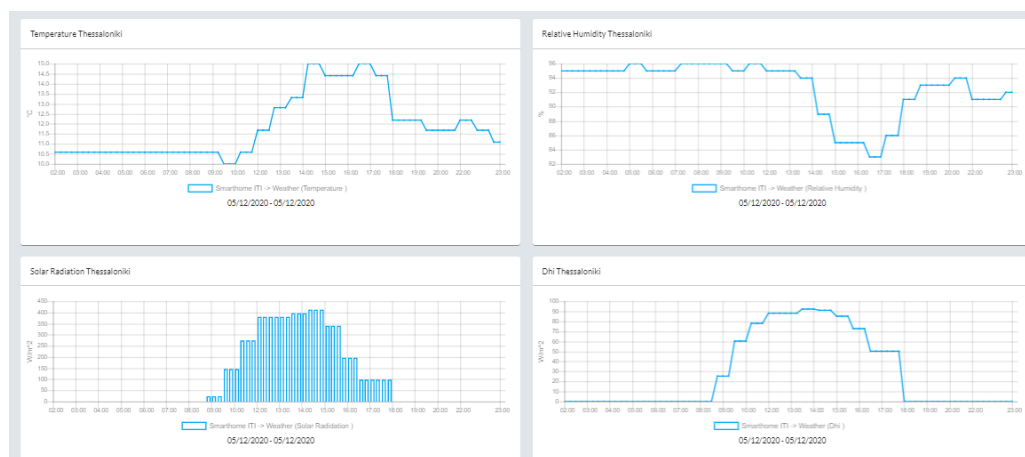 Temperature Thessaloniki
15.0
14.5
14.0
13.5
13.0
12.5
12.0
11.5
11.0
10.5
10.0
°C
02:00 03:00 04:00 05:00 06:00 07:00 08:00 09:00 10:00 12:00 13:00 14:00 15:00 16:00 17:00 18:00 19:00 20:00 22:00 23:00
Smarthome ITI -> Weather (Temperature )
05/12/2020 - 05/12/2020
Relative Humidity Thessaloniki
96
94
92
90
88
86
84
82
%
02:00 03:00 04:00 05:00 06:00 07:00 08:00 09:00 10:00 12:00 13:00 14:00 15:00 16:00 17:00 18:00 19:00 20:00 22:00 23:00
Smarthome ITI -> Weather (Relative Humidity )
05/12/2020 - 05/12/2020
Solar Radiation Thessaloniki
450
400
350
300
250
200
150
100
50
0
W/m^2
02:00 03:00 04:00 05:00 06:00 07:00 08:00 09:00 10:00 12:00 13:00 14:00 15:00 16:00 17:00 18:00 19:00 20:00 22:00 23:00
Smarthome ITI -> Weather (Solar Radidation )
05/12/2020 - 05/12/2020
Dhi Thessaloniki
100
90
80
70
60
50
40
30
20
10
0
W/m^2
02:00 03:00 04:00 05:00 06:00 07:00 08:00 09:00 10:00 12:00 13:00 14:00 15:00 16:00 17:00 18:00 19:00 20:00 22:00 23:00
Smarthome ITI -> Weather (Dhi )
05/12/2020 - 05/12/2020